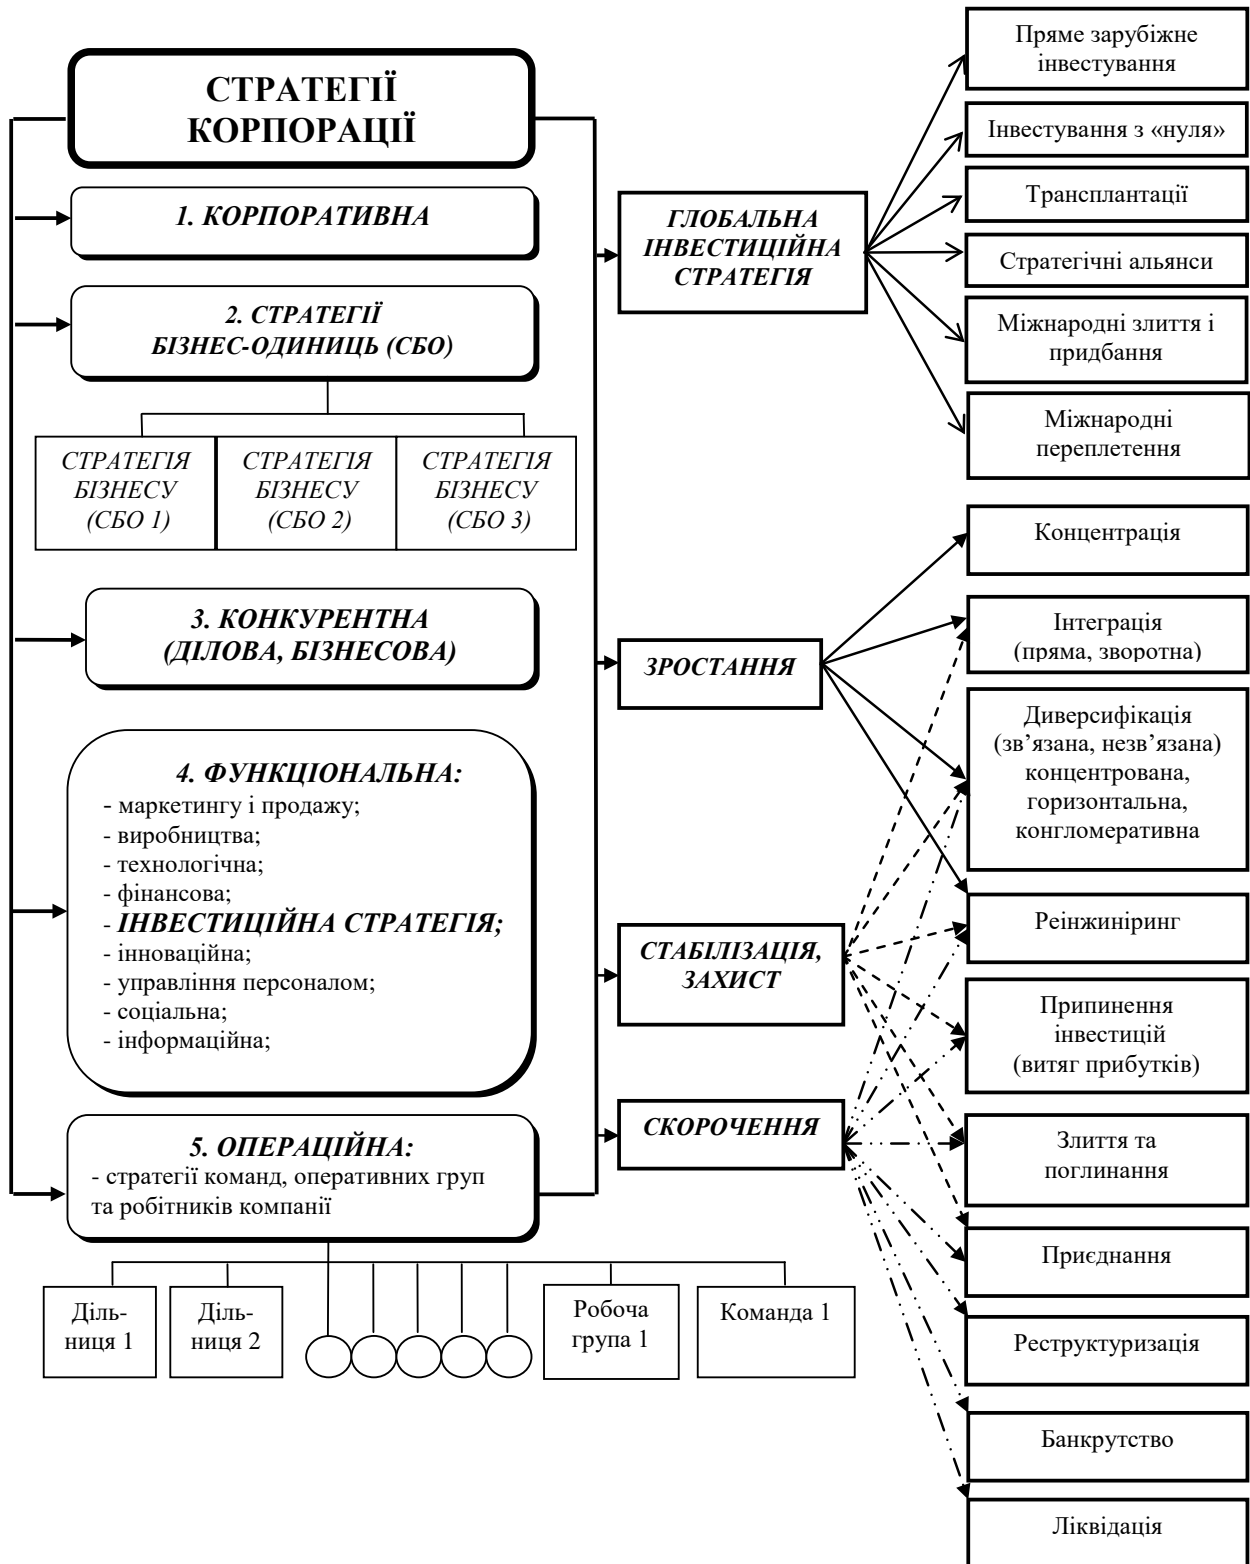 СТРАТЕГІЇ
КОРПОРАЦІЇ
1. КОРПОРАТИВНА
2. СТРАТЕГІЇ
БІЗНЕС-ОДИНИЦЬ (СБО)
СТРАТЕГІЯ
БІЗНЕСУ
(СБО 1)
СТРАТЕГІЯ
БІЗНЕСУ
(СБО 2)
СТРАТЕГІЯ
БІЗНЕСУ
(СБО 3)
3. КОНКУРЕНТНА
(ДІЛОВА, БІЗНЕСОВА)
4. ФУНКЦІОНАЛЬНА:
- маркетингу і продажу;
- виробництва;
- технологічна;
- фінансова;
- ІНВЕСТИЦІЙНА СТРАТЕГІЯ;
- інноваційна;
- управління персоналом;
- соціальна;
- інформаційна;
5. ОПЕРАЦІЙНА:
- стратегії команд, оперативних груп
та робітників компанії
Діль-
ниця 1
Діль-
ниця 2
Робоча
група 1
Команда 1
ГЛОБАЛЬНА
ІНВЕСТИЦІЙНА
СТРАТЕГІЯ
ЗРОСТАННЯ
СТАБІЛІЗАЦІЯ,
ЗАХИСТ
СКОРОЧЕННЯ
Пряме зарубіжне
інвестування
Інвестування з «нуля»
Трансплантації
Стратегічні альянси
Міжнародні злиття і
придбання
Міжнародні
переплетення
Концентрація
Інтеграція
(пряма, зворотна)
Диверсифікація
(зв’язана, незв’язана)
концентрована,
горизонтальна,
конгломеративна
Реінжиніринг
Припинення
інвестицій
(витяг прибутків)
Злиття та
поглинання
Приєднання
Реструктуризація
Банкрутство
Ліквідація